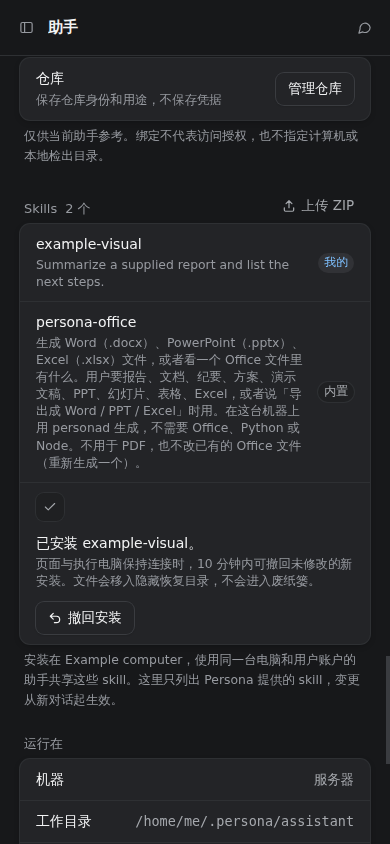 助手
仓库
保存仓库身份和用途，不保存凭据
管理仓库
仅供当前助手参考。绑定不代表访问授权，也不指定计算机或
本地检出目录。
Skills 2 个
上传 ZIP
example-visual
Summarize a supplied report and list the
next steps.
我的
persona-office
生成 Word（.docx）、PowerPoint（.pptx）、
Excel（.xlsx）文件，或者看一个 Office 文件里
有什么。用户要报告、文档、纪要、方案、演示
文稿、PPT、幻灯片、表格、Excel，或者说「导
出成 Word / PPT / Excel」时用。在这台机器上
用 personad 生成，不需要 Office、Python 或
Node。不用于 PDF，也不改已有的 Office 文件
（重新生成一个）。
内置
已安装 example-visual。
页面与执行电脑保持连接时，10 分钟内可撤回未修改的新
安装。文件会移入隐藏恢复目录，不会进入废纸篓。
撤回安装
安装在 Example computer，使用同一台电脑和用户账户的
助手共享这些 skill。这里只列出 Persona 提供的 skill，变更
从新对话起生效。
运行在
机器
服务器
工作目录
/home/me/.persona/assistant